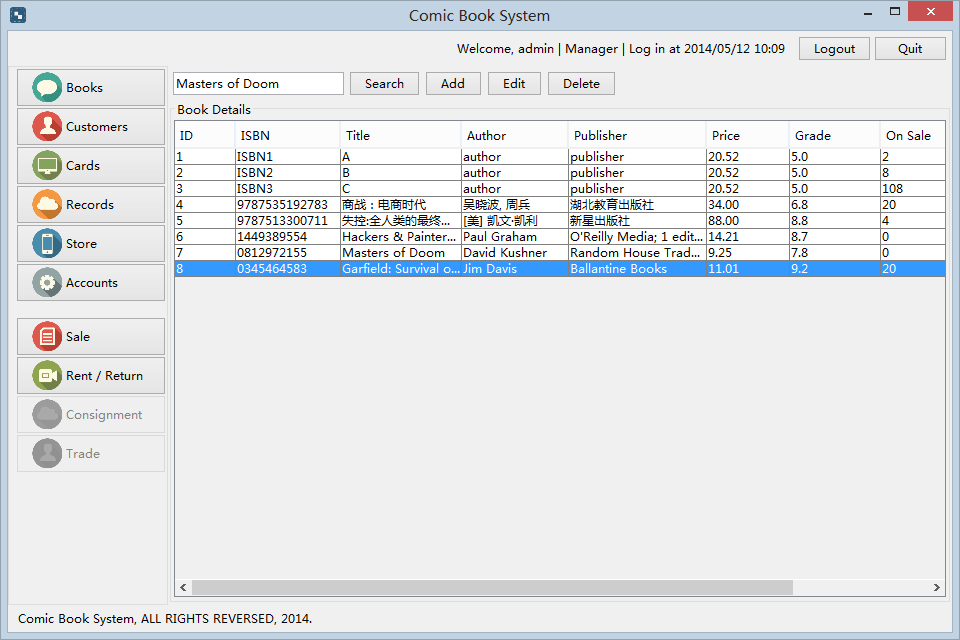 Comic Book System
Welcome, admin | Manager | Log in at 2014/05/12 10:09 Logout Quit
Books
Customers
Cards
Records
Store
Accounts
Sale
Rent / Return
Consignment
Trade
Masters of Doom Search Add Edit Delete
Book Details
ID ISBN Title Author Publisher Price Grade On Sale
1 ISBN1 A author publisher 20.52 5.0 2
2 ISBN2 B author publisher 20.52 5.0 8
3 ISBN3 C author publisher 20.52 5.0 108
4 9787535192783 商战：电商时代 吴晓波, 周兵 湖北教育出版社 34.00 6.8 20
5 9787513300711 失控:全人类的最终... [美] 凯文·凯利 新星出版社 88.00 8.8 4
6 1449389554 Hackers & Painter... Paul Graham O'Reilly Media; 1 edit... 14.21 8.7 0
7 0812972155 Masters of Doom David Kushner Random House Trad... 9.25 7.8 0
8 0345464583 Garfield: Survival o... Jim Davis Ballantine Books 11.01 9.2 20
Comic Book System, ALL RIGHTS REVERSED, 2014.